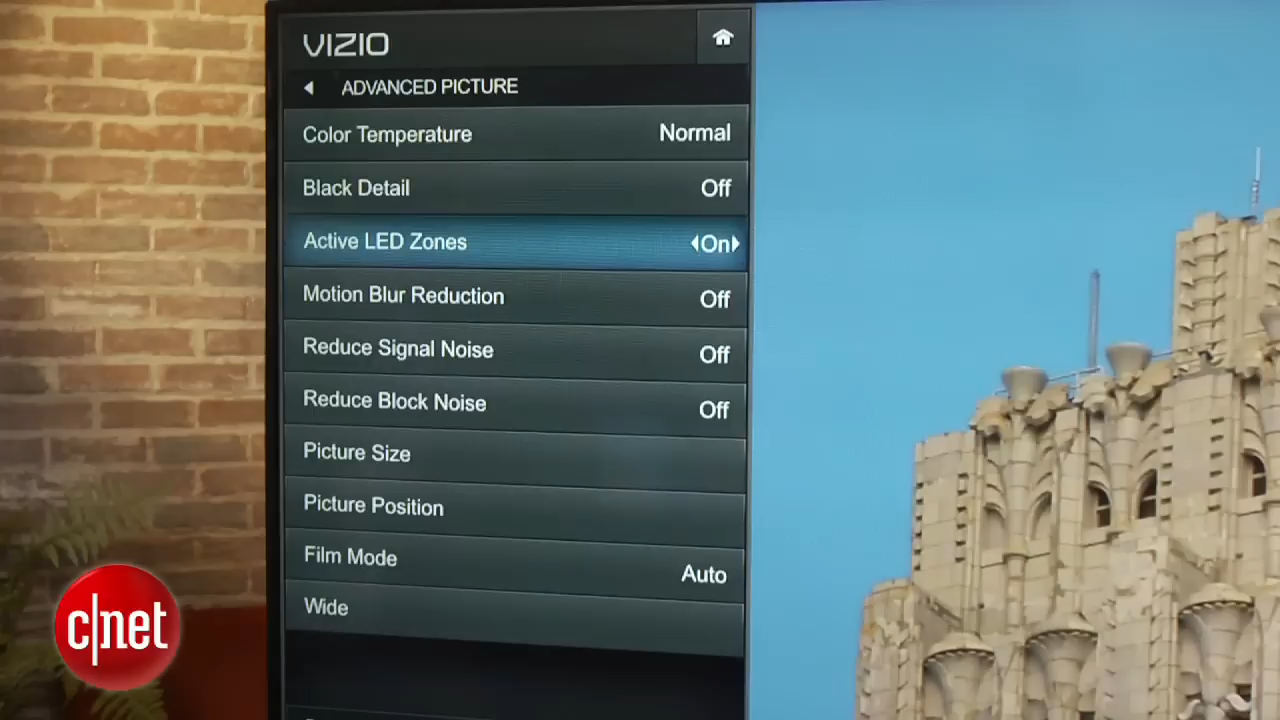 VIZIO
ADVANCED PICTURE
Color Temperature Normal
Black Detail Off
Active LED Zones On
Motion Blur Reduction Off
Reduce Signal Noise Off
Reduce Block Noise Off
Picture Size
Picture Position
Film Mode Auto
Wide
c|net